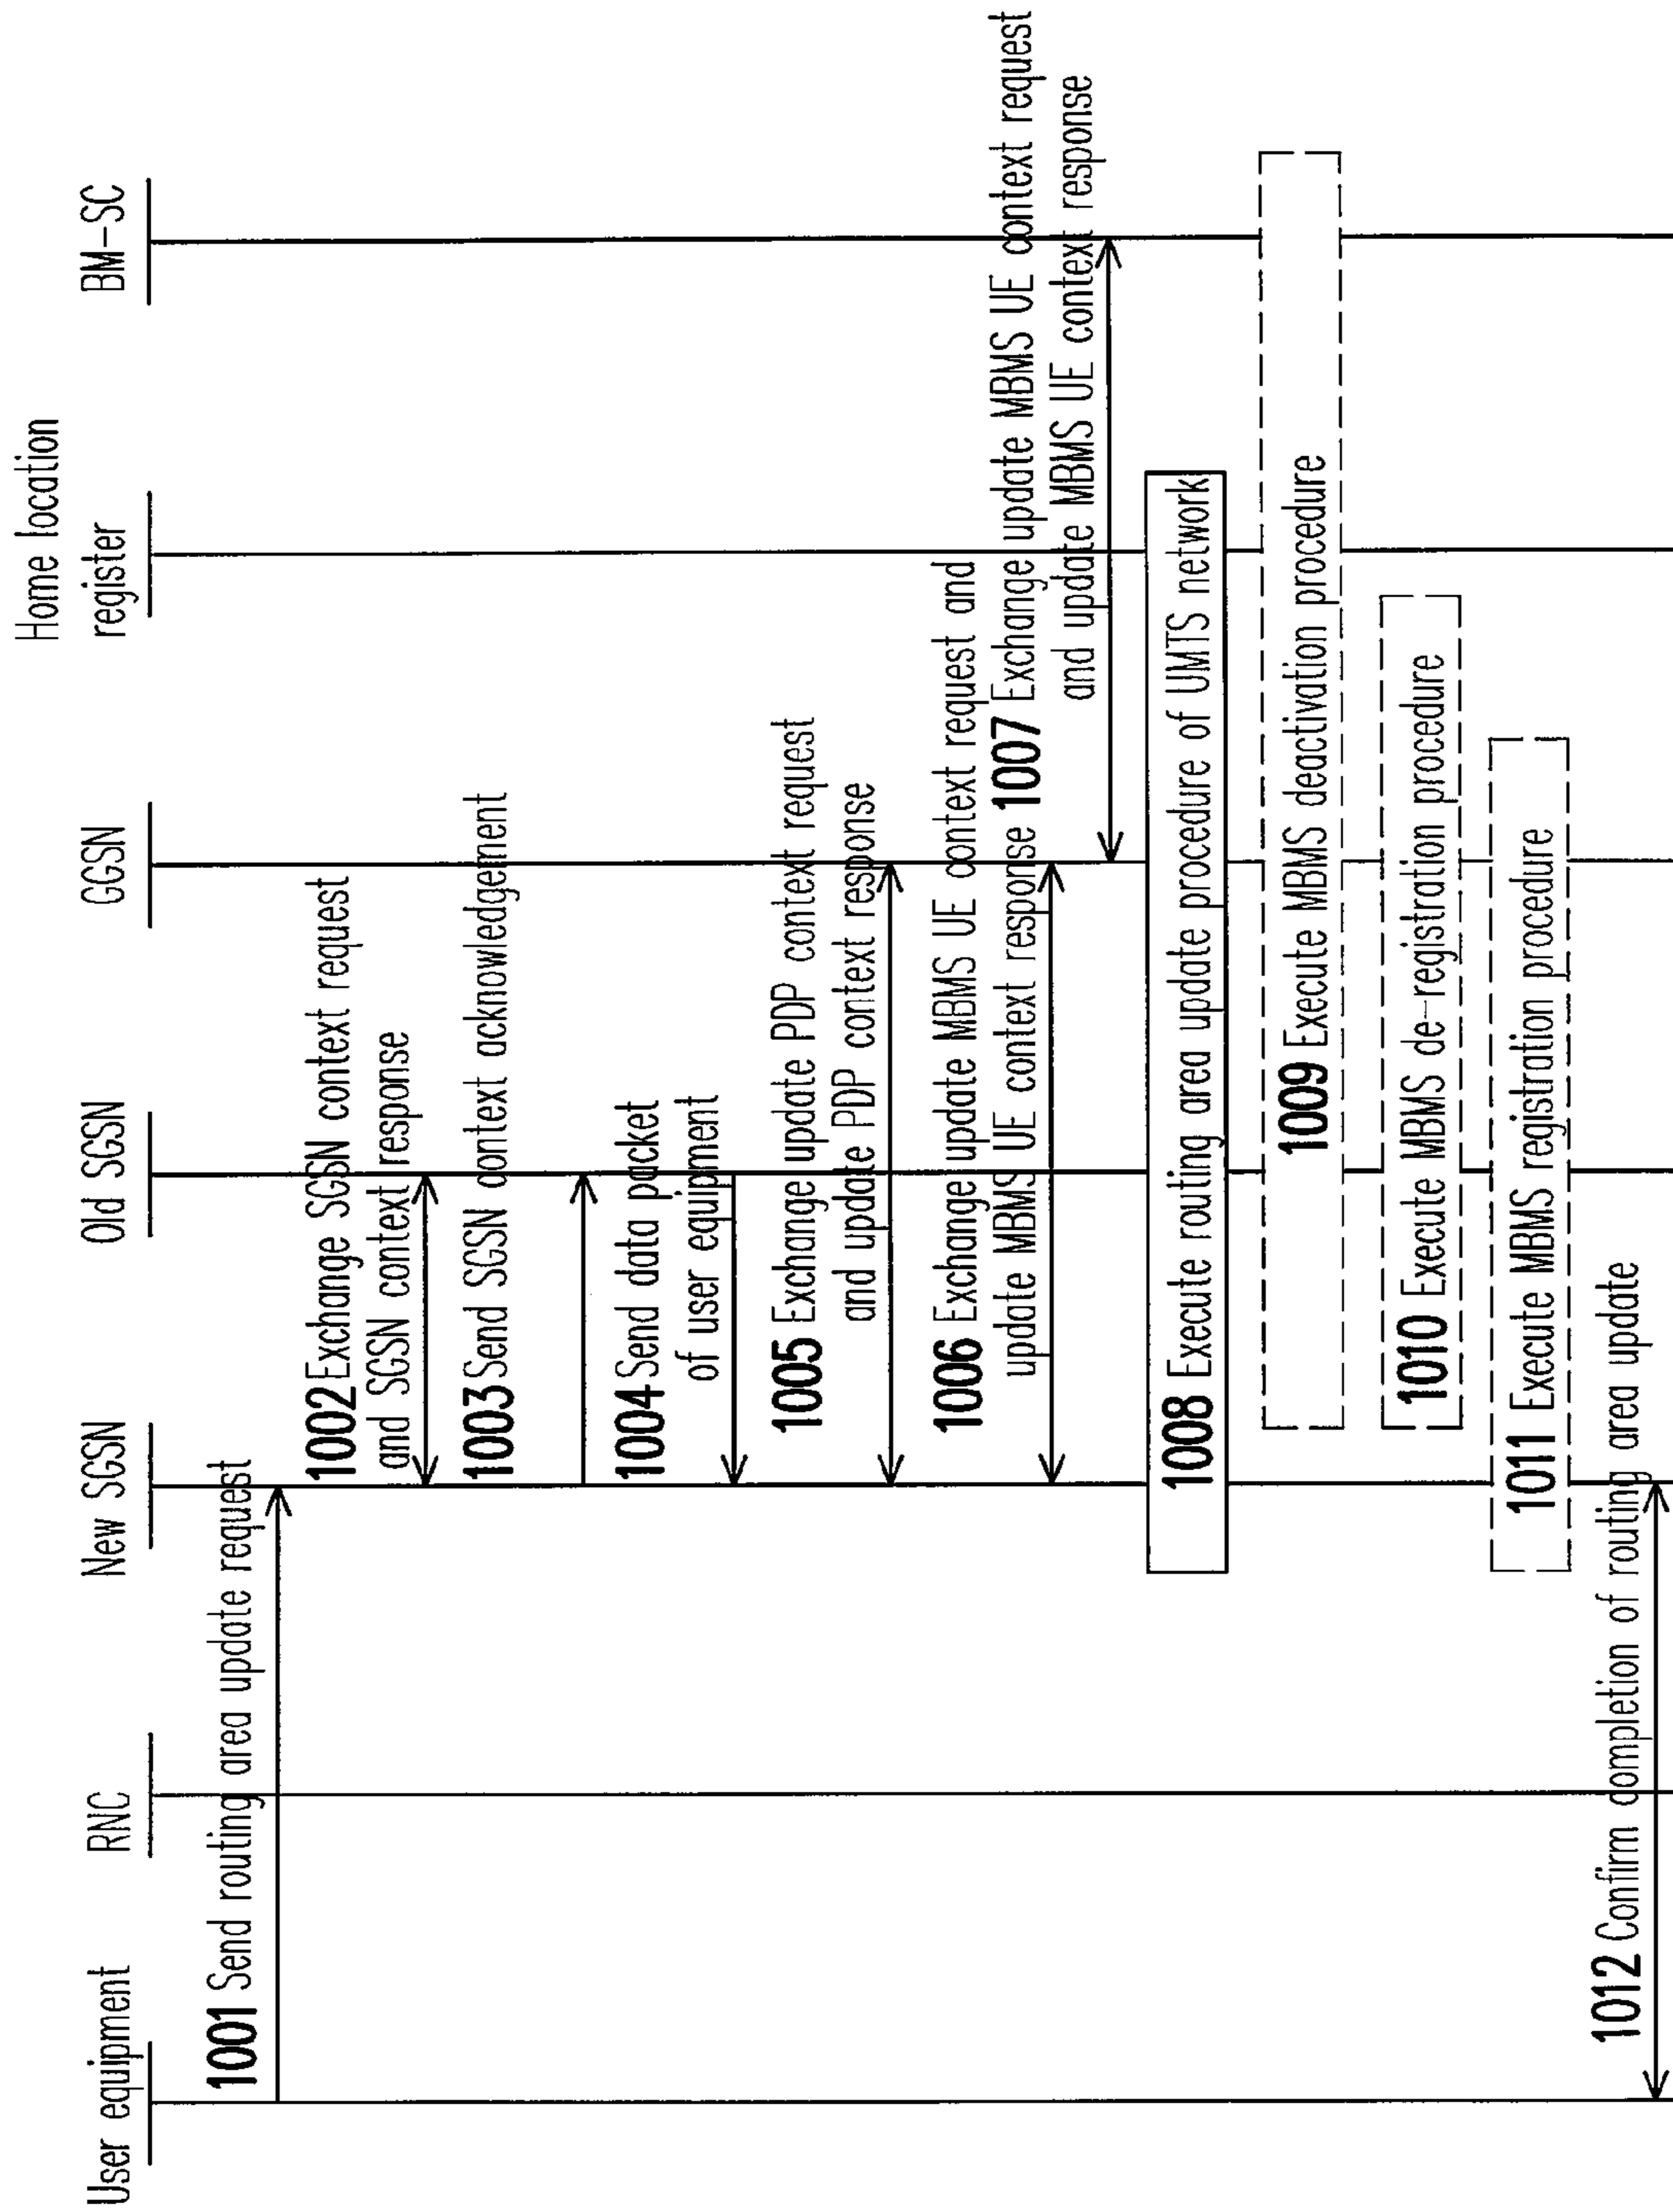 User equipment
RNC
New SGSN
Old SGSN
GGSN
Home location
register
BM-SC
1001 Send routing area update request
1002 Exchange SGSN context request
and SGSN context response
1003 Send SGSN context acknowledgement
1004 Send data packet
of user equipment
1005 Exchange update PDP context request
and update PDP context response
1006 Exchange update MBMS UE context request and
update MBMS UE context response
1007 Exchange update MBMS UE context request
and update MBMS UE context response
1008 Execute routing area update procedure of UMTS network
1009 Execute MBMS deactivation procedure
1010 Execute MBMS de-registration procedure
1011 Execute MBMS registration procedure
1012 Confirm completion of routing area update